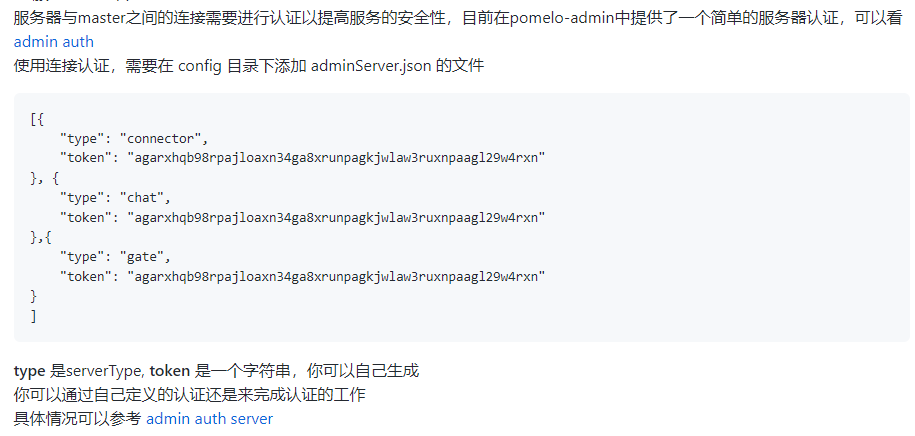 服务器与master之间的连接需要进行认证以提高服务的安全性，目前在pomelo-admin中提供了一个简单的服务器认证，可以看
admin auth
使用连接认证，需要在 config 目录下添加 adminServer.json 的文件
[{
    "type": "connector",
    "token": "agarxhqb98rpajloaxn34ga8xrunpagkjwlaw3ruxnpaagl29w4rxn"
}, {
    "type": "chat",
    "token": "agarxhqb98rpajloaxn34ga8xrunpagkjwlaw3ruxnpaagl29w4rxn"
},{
    "type": "gate",
    "token": "agarxhqb98rpajloaxn34ga8xrunpagkjwlaw3ruxnpaagl29w4rxn"
}
]
type 是serverType, token 是一个字符串，你可以自己生成
你可以通过自己定义的认证还是来完成认证的工作
具体情况可以参考 admin auth server